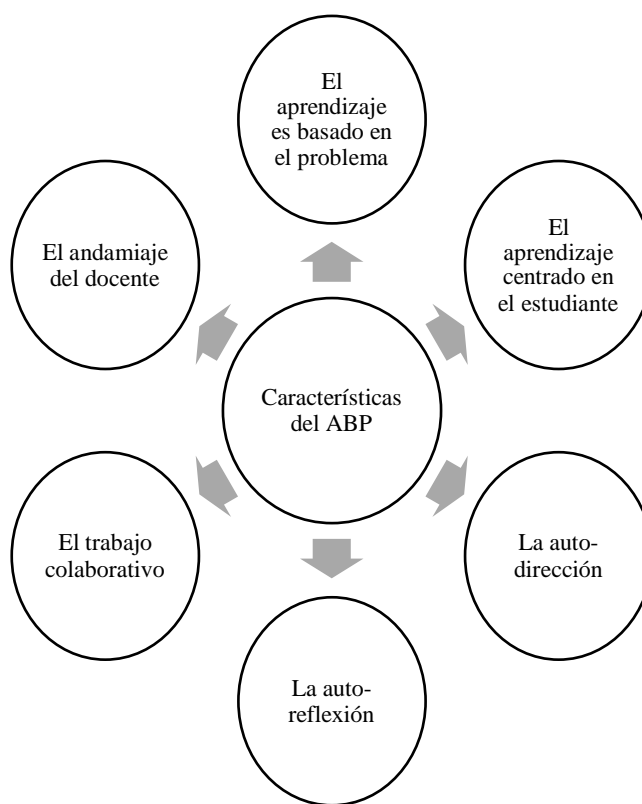 El
aprendizaje
es basado en
el problema
El
aprendizaje
centrado en
el estudiante
La auto-
dirección
La auto-
reflexión
El trabajo
colaborativo
El andamiaje
del docente
Características
del ABP